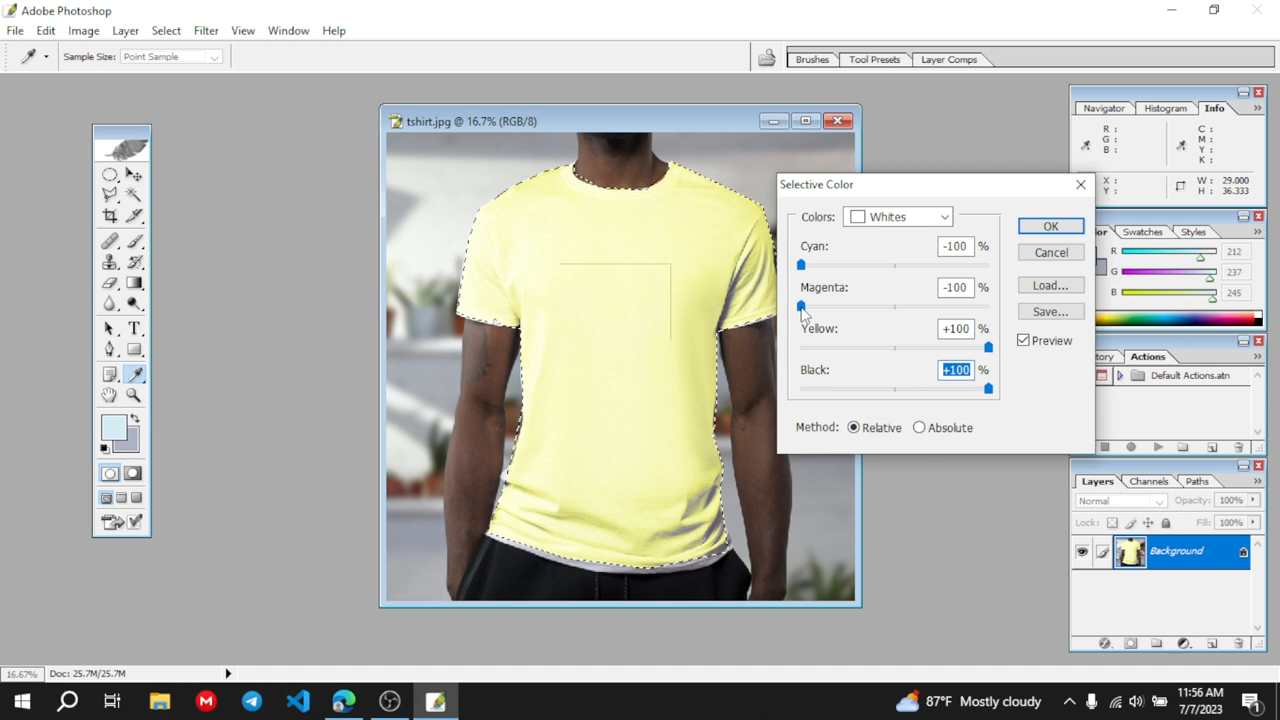 Adobe Photoshop
File Edit Image Layer Select Filter View Window Help
Sample Size: Point Sample
Brushes Tool Presets Layer Comps
Navigator Histogram Info
R : C :
G : M :
B : Y :
K :
X : W : 29.000
Y : H : 36.333
tshirt.jpg @ 16.7% (RGB/8)
Selective Color
Colors: Whites
Cyan: -100 %
Magenta: -100 %
Yellow: +100 %
Black: +100 %
Method: Relative Absolute
OK
Cancel
Load...
Save...
Preview
lor Swatches Styles
R 212
G 237
B 245
tory Actions
Default Actions.atn
Layers Channels Paths
Normal Opacity: 100%
Lock: Fill: 100%
Background
16.67% Doc: 25.7M/25.7M
87°F Mostly cloudy
11:56 AM
7/7/2023
1